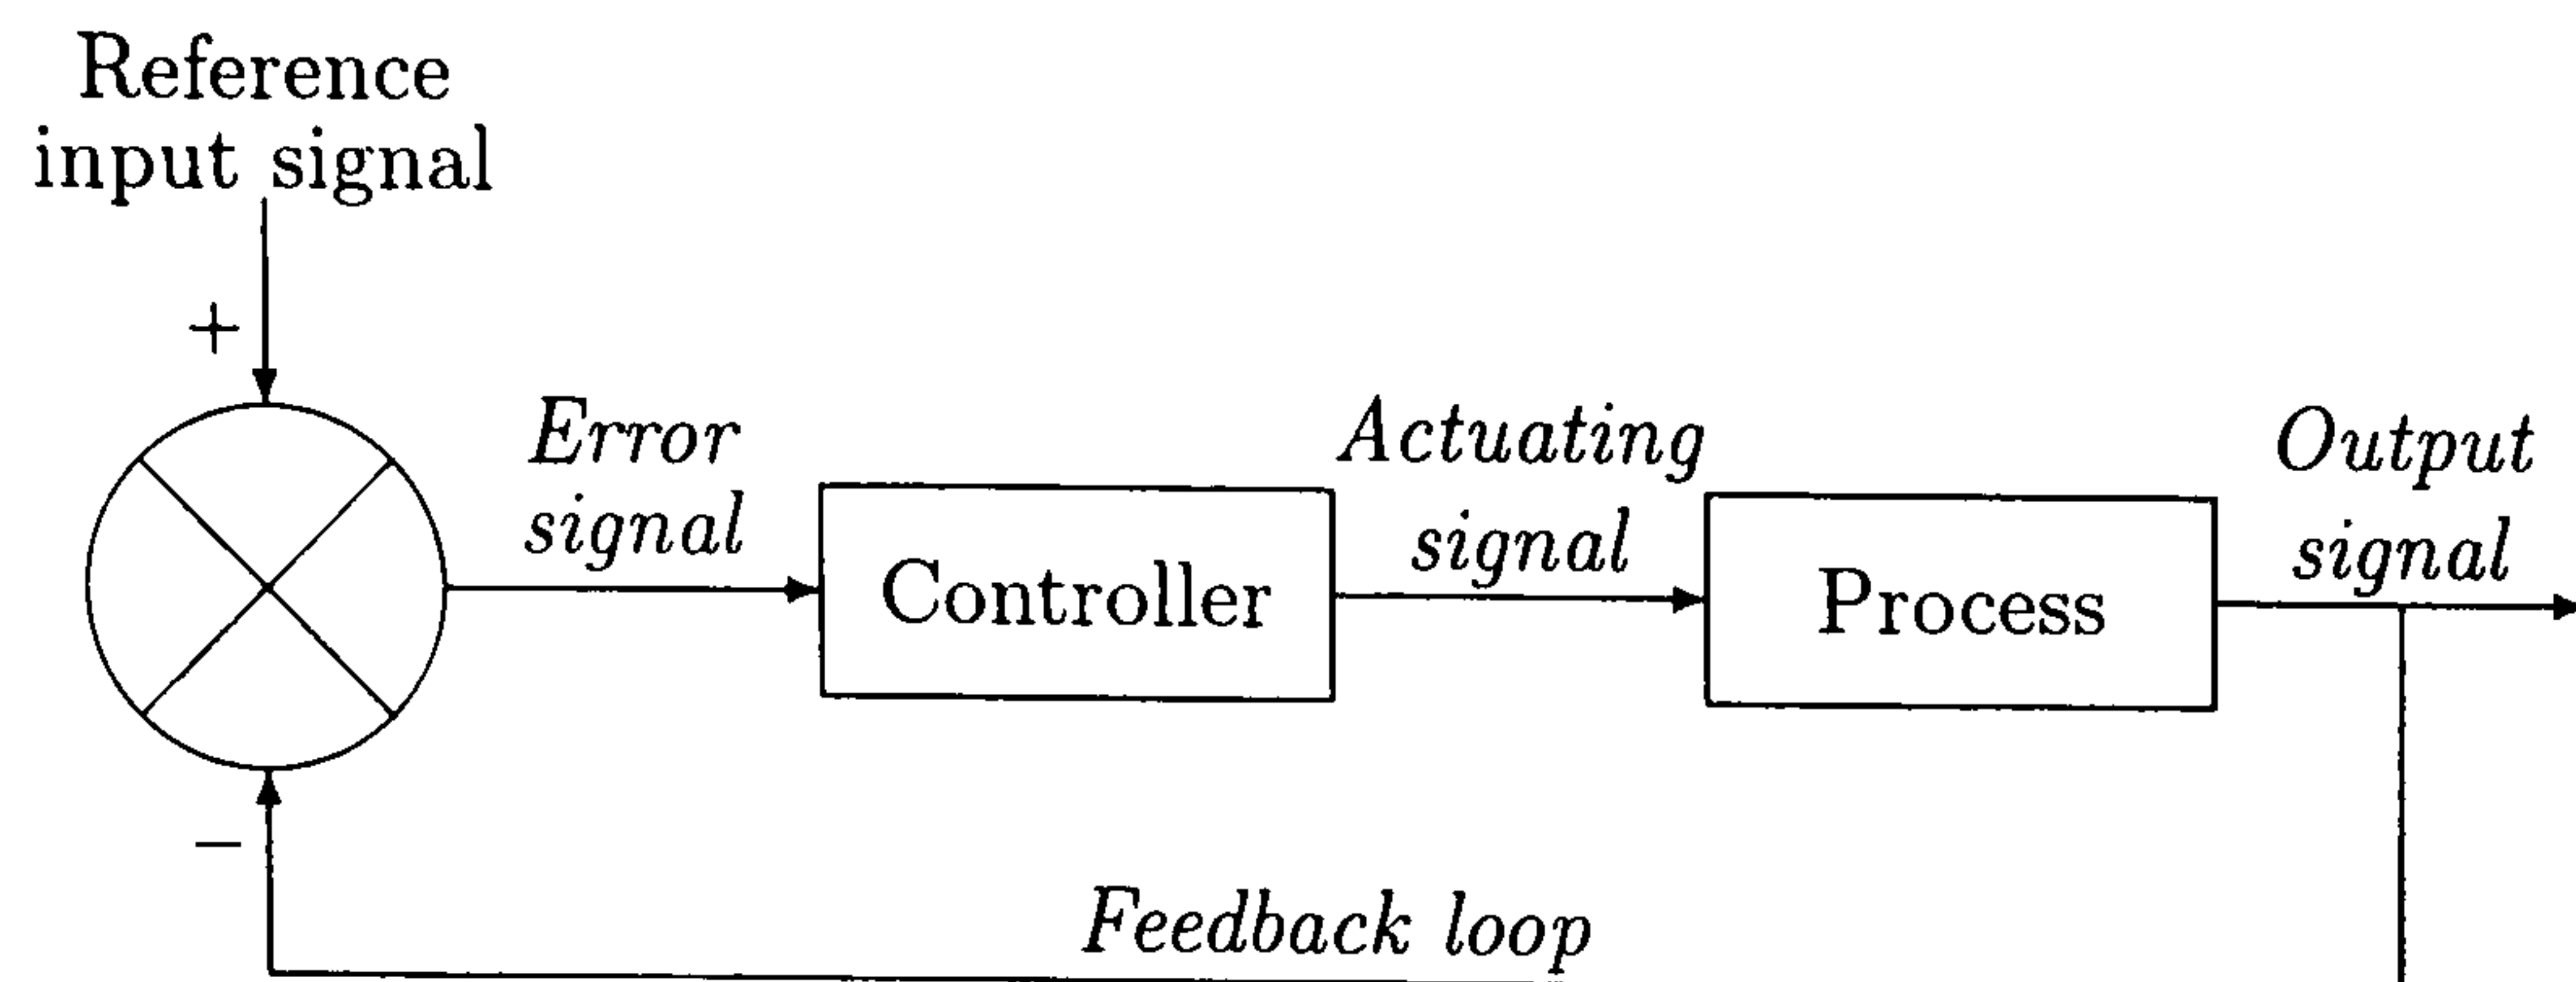 Reference
input signal
+
Error
signal
Controller
Actuating
signal
Process
Output
signal
−
Feedback loop